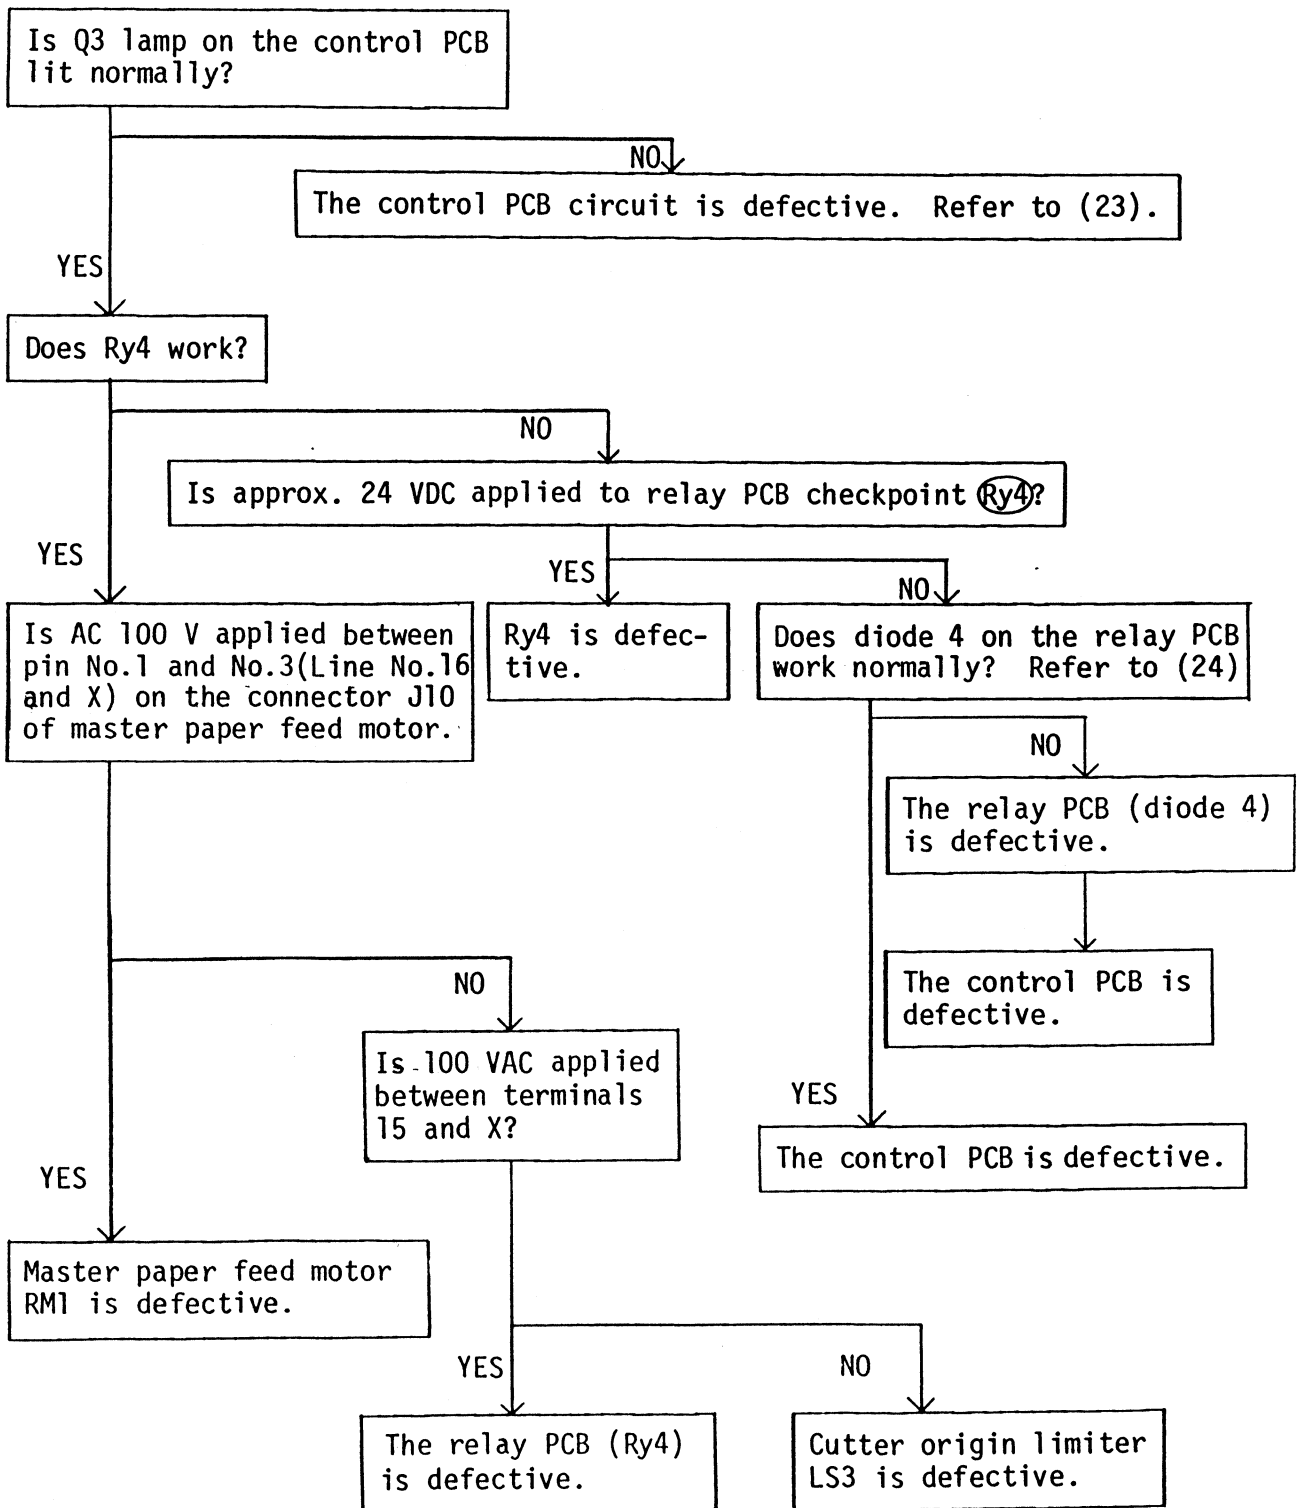 Is Q3 lamp on the control PCB
lit normally?
NO
The control PCB circuit is defective. Refer to (23).
YES
Does Ry4 work?
NO
Is approx. 24 VDC applied to relay PCB checkpoint Ry4?
YES
YES
NO
Is AC 100 V applied between
pin No.1 and No.3(Line No.16
and X) on the connector J10
of master paper feed motor.
Ry4 is defec-
tive.
Does diode 4 on the relay PCB
work normally? Refer to (24)
NO
The relay PCB (diode 4)
is defective.
The control PCB is
defective.
NO
Is 100 VAC applied
between terminals
15 and X?
YES
The control PCB is defective.
YES
Master paper feed motor
RM1 is defective.
YES
NO
The relay PCB (Ry4)
is defective.
Cutter origin limiter
LS3 is defective.